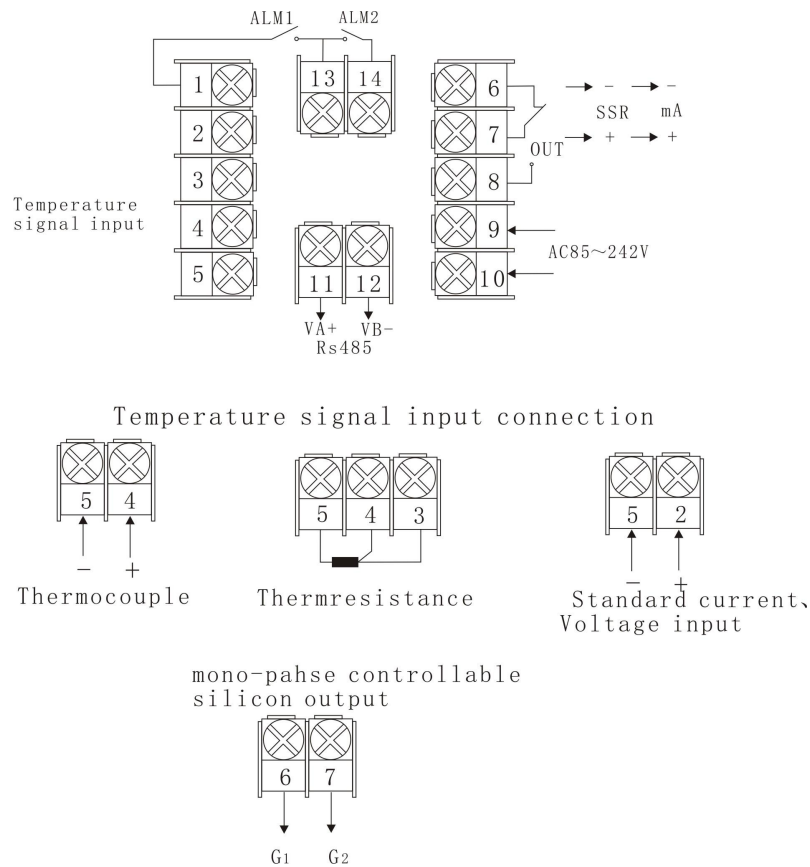 ALM1 ALM2
1 13 14 6 - -
SSR mA
2 7 + +
OUT
3 8
Temperature
signal input
4 9
AC85~242V
5 11 12 10
VA+ VB-
Rs485
Temperature signal input connection
5 4 5 4 3 5 2
- + - +
Thermocouple Thermresistance Standard current、
Voltage input
mono-pahse controllable
silicon output
6 7
G1 G2